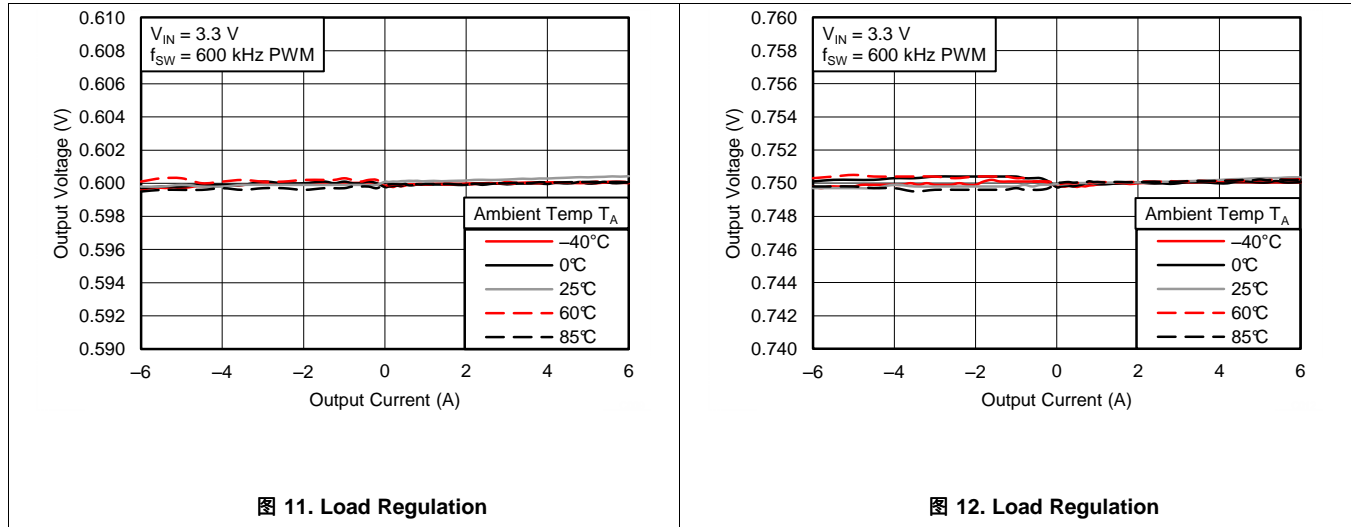 0.610
0.608
0.606
0.604
0.602
0.600
0.598
0.596
0.594
0.592
0.590
Output Voltage (V)
V_IN = 3.3 V
f_SW = 600 kHz PWM
Ambient Temp T_A
–40°C
0℃
25℃
60℃
85℃
–6 –4 –2 0 2 4 6
Output Current (A)
图 11. Load Regulation
0.760
0.758
0.756
0.754
0.752
0.750
0.748
0.746
0.744
0.742
0.740
Output Voltage (V)
V_IN = 3.3 V
f_SW = 600 kHz PWM
Ambient Temp T_A
–40°C
0℃
25℃
60℃
85℃
–6 –4 –2 0 2 4 6
Output Current (A)
图 12. Load Regulation